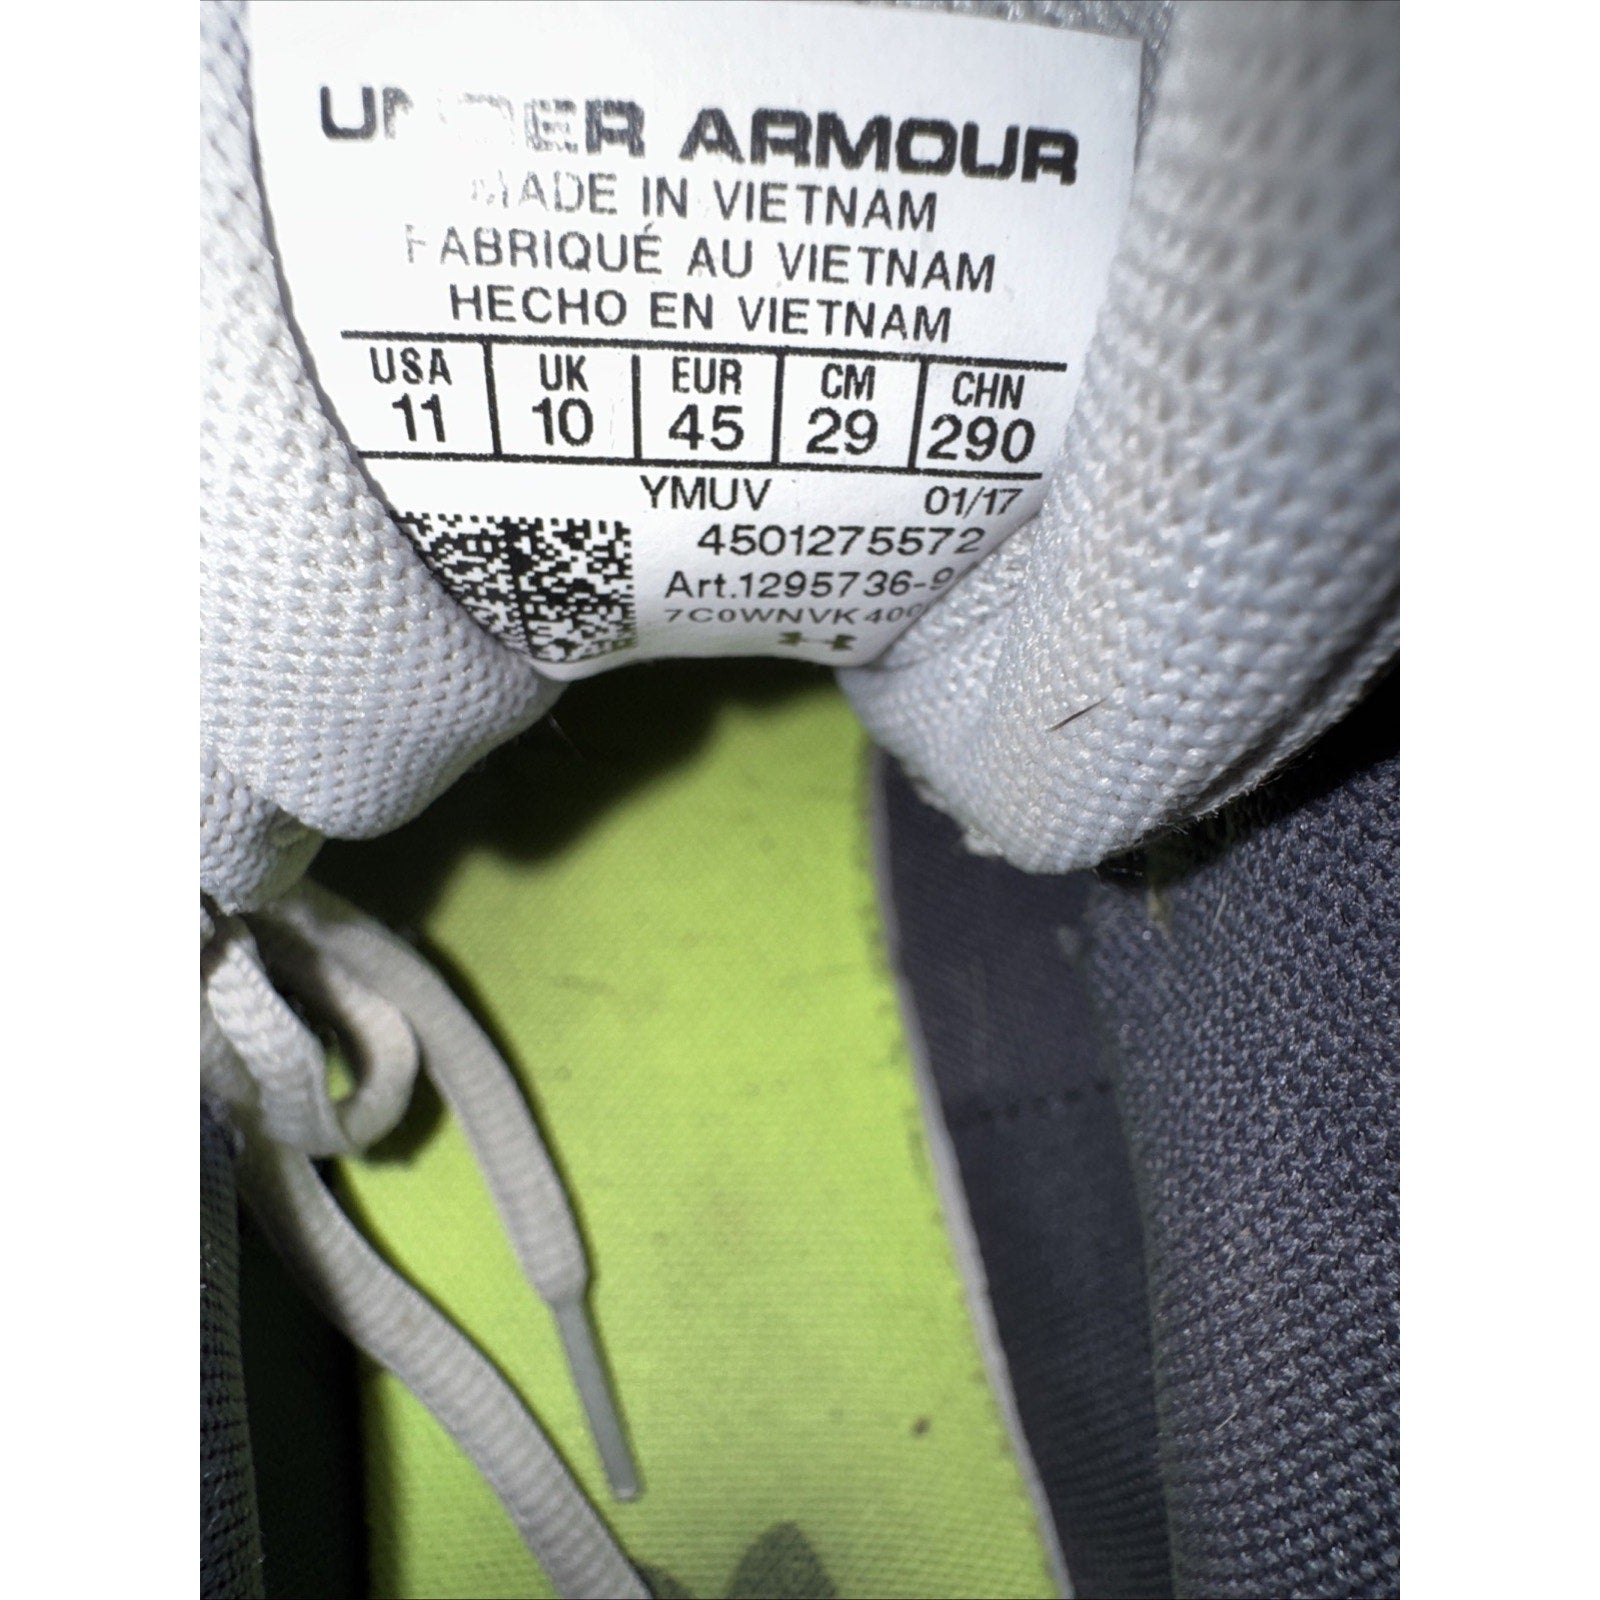 UNDER ARMOUR
MADE IN VIETNAM
FABRIQUÉ AU VIETNAM
HECHO EN VIETNAM
USA UK EUR CM CHN
11 10 45 29 290
YMUV 01/17
4501275572
Art.1295736-9
7C0WNVK400